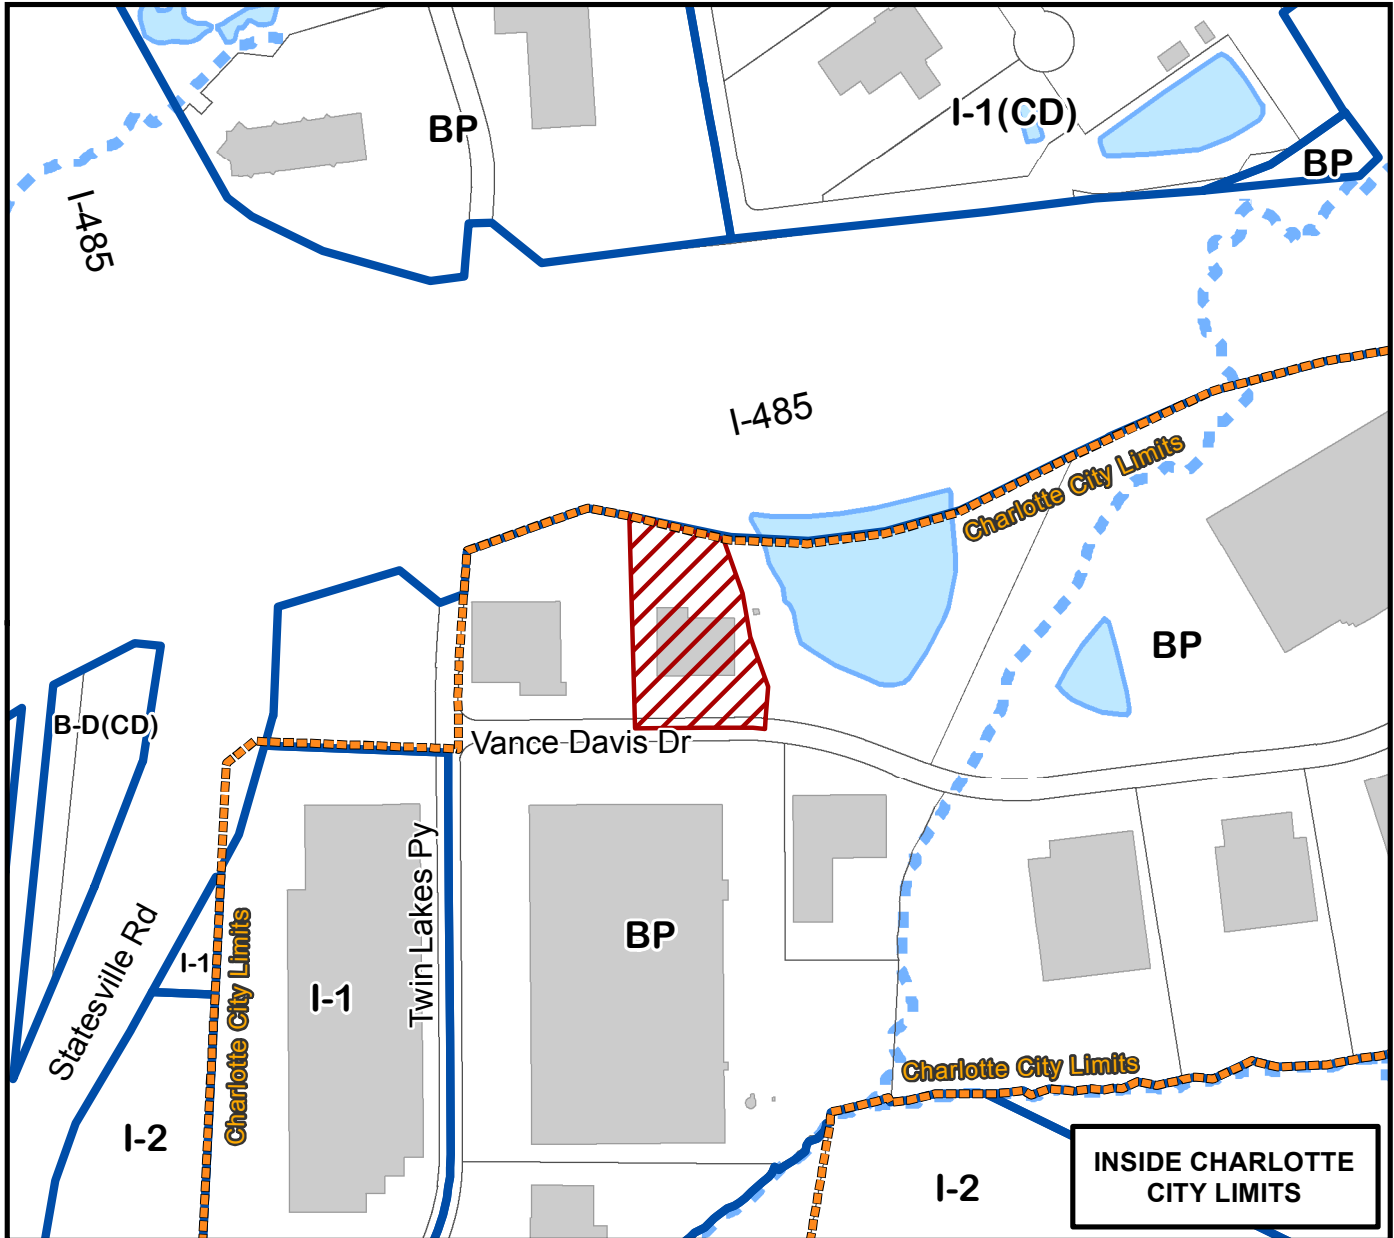 BP
I-1(CD)
BP
I-485
I-485
Charlotte City Limits
BP
B-D(CD)
Vance Davis Dr
Twin Lakes Py
BP
Statesville Rd
I-1
Charlotte City Limits
I-1
Charlotte City Limits
I-2
I-2
INSIDE CHARLOTTE
CITY LIMITS